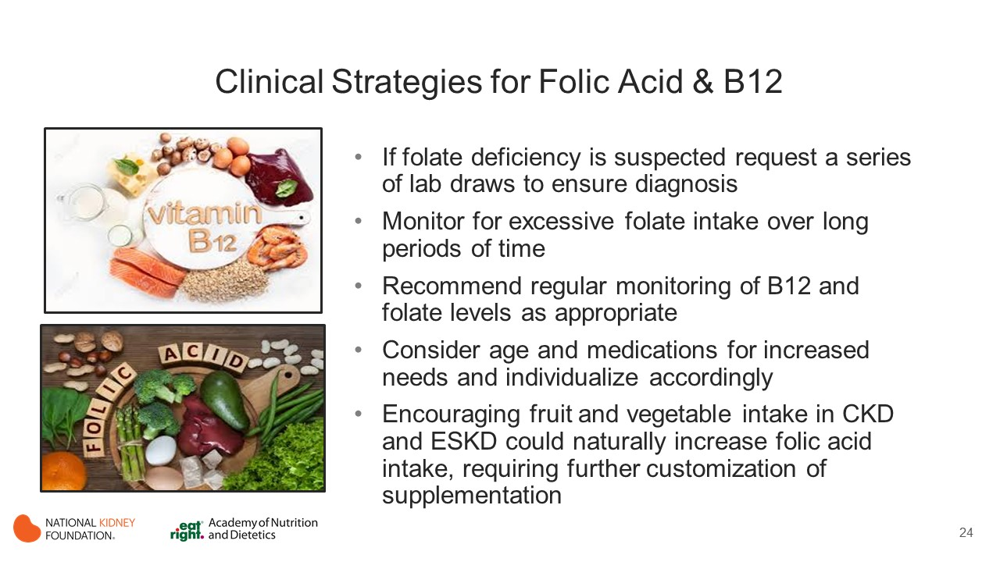 Clinical Strategies for Folic Acid & B12
vitamin
B12
FOLIC
ACID
• If folate deficiency is suspected request a series
of lab draws to ensure diagnosis
• Monitor for excessive folate intake over long
periods of time
• Recommend regular monitoring of B12 and
folate levels as appropriate
• Consider age and medications for increased
needs and individualize accordingly
• Encouraging fruit and vegetable intake in CKD
and ESKD could naturally increase folic acid
intake, requiring further customization of
supplementation
NATIONAL KIDNEY
FOUNDATION®
eat
right.
Academy of Nutrition
and Dietetics
24